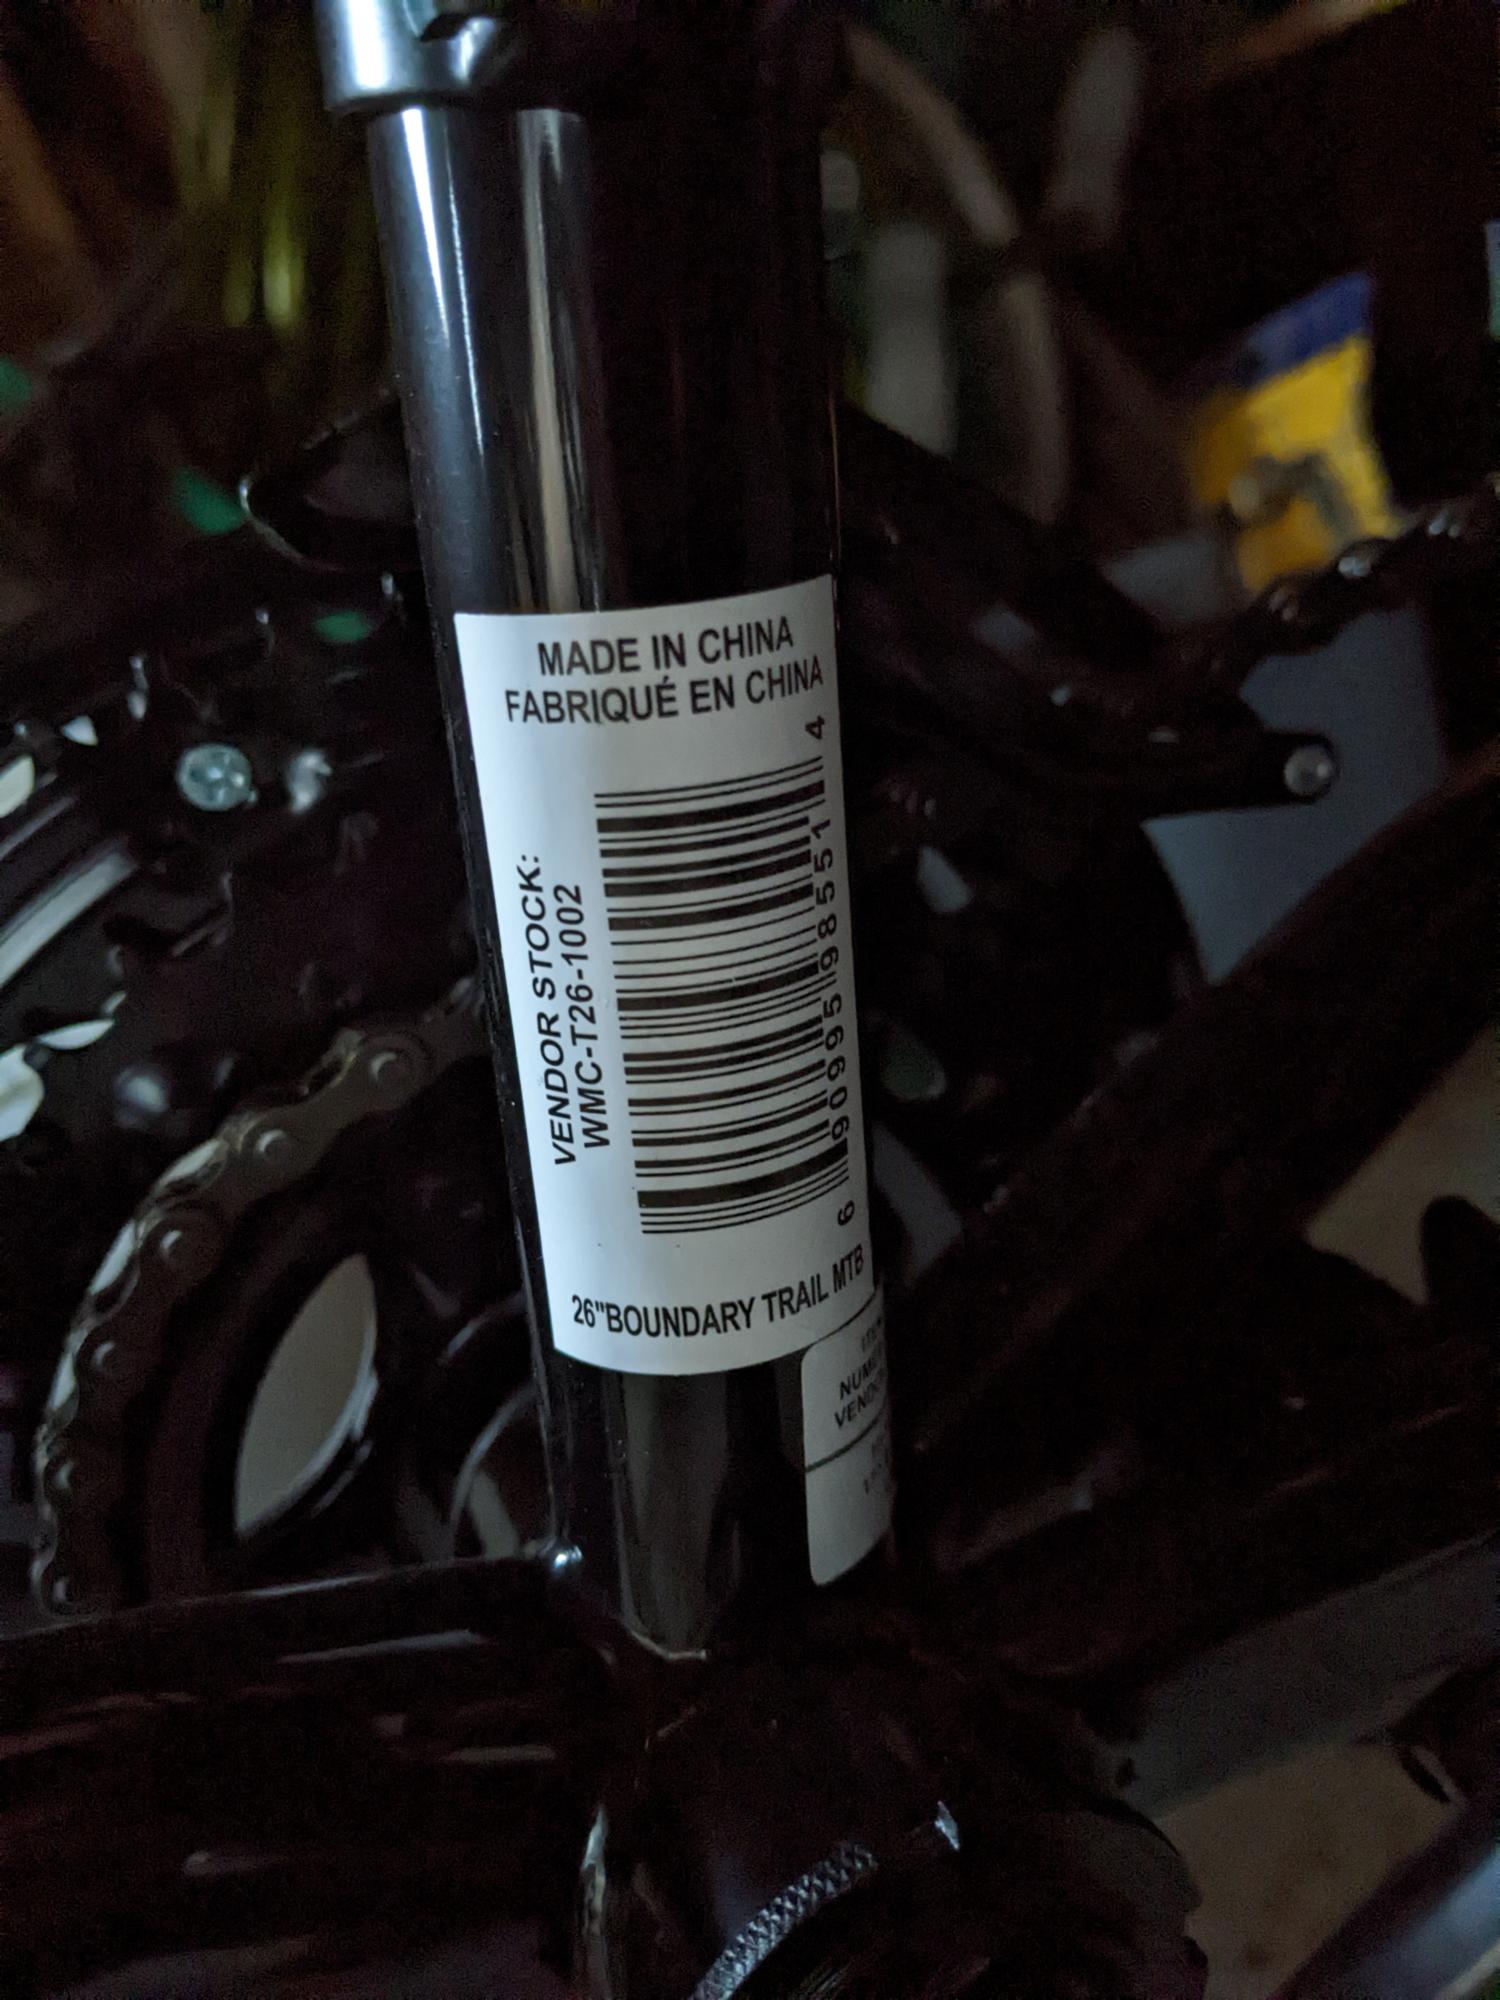 MADE IN CHINA
FABRIQUÉ EN CHINA
VENDOR STOCK:
WMC-T26-1002
6 90995 98551 4
26"BOUNDARY TRAIL MTB